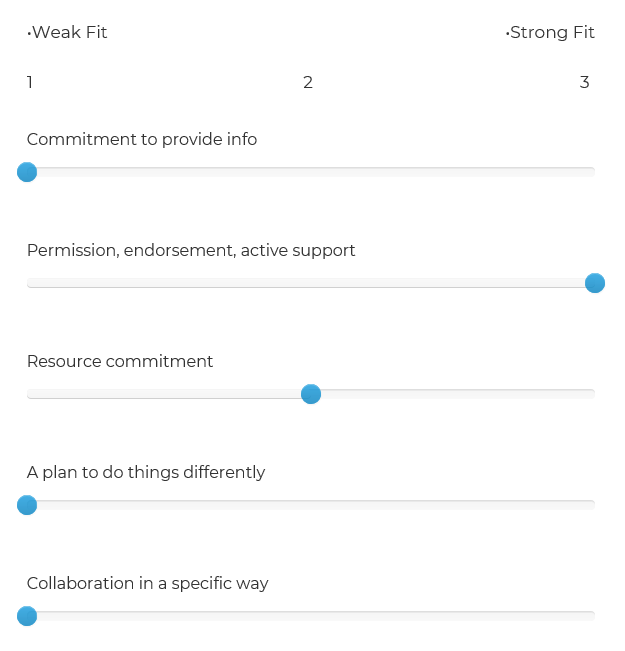 •Weak Fit •Strong Fit
1 2 3
Commitment to provide info
Permission, endorsement, active support
Resource commitment
A plan to do things differently
Collaboration in a specific way